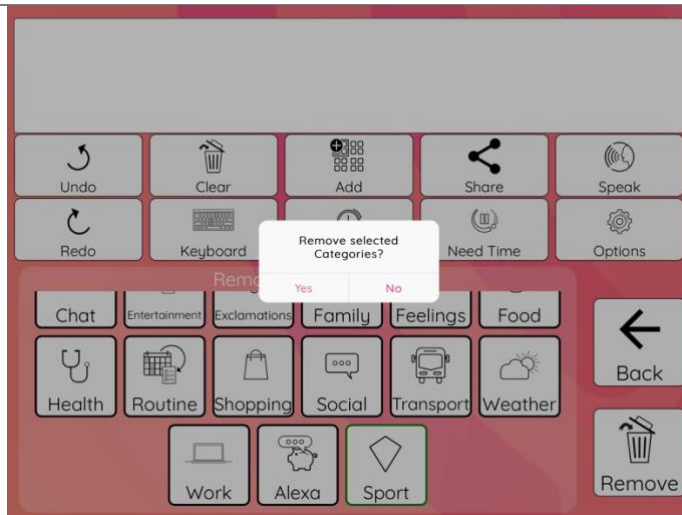 Undo
Clear
Add
Share
Speak
Redo
Keyboard
Need Time
Options
Remove selected
Categories?
Yes
No
Chat
Entertainment
Exclamations
Family
Feelings
Food
Back
Health
Routine
Shopping
Social
Transport
Weather
Work
Alexa
Sport
Remove